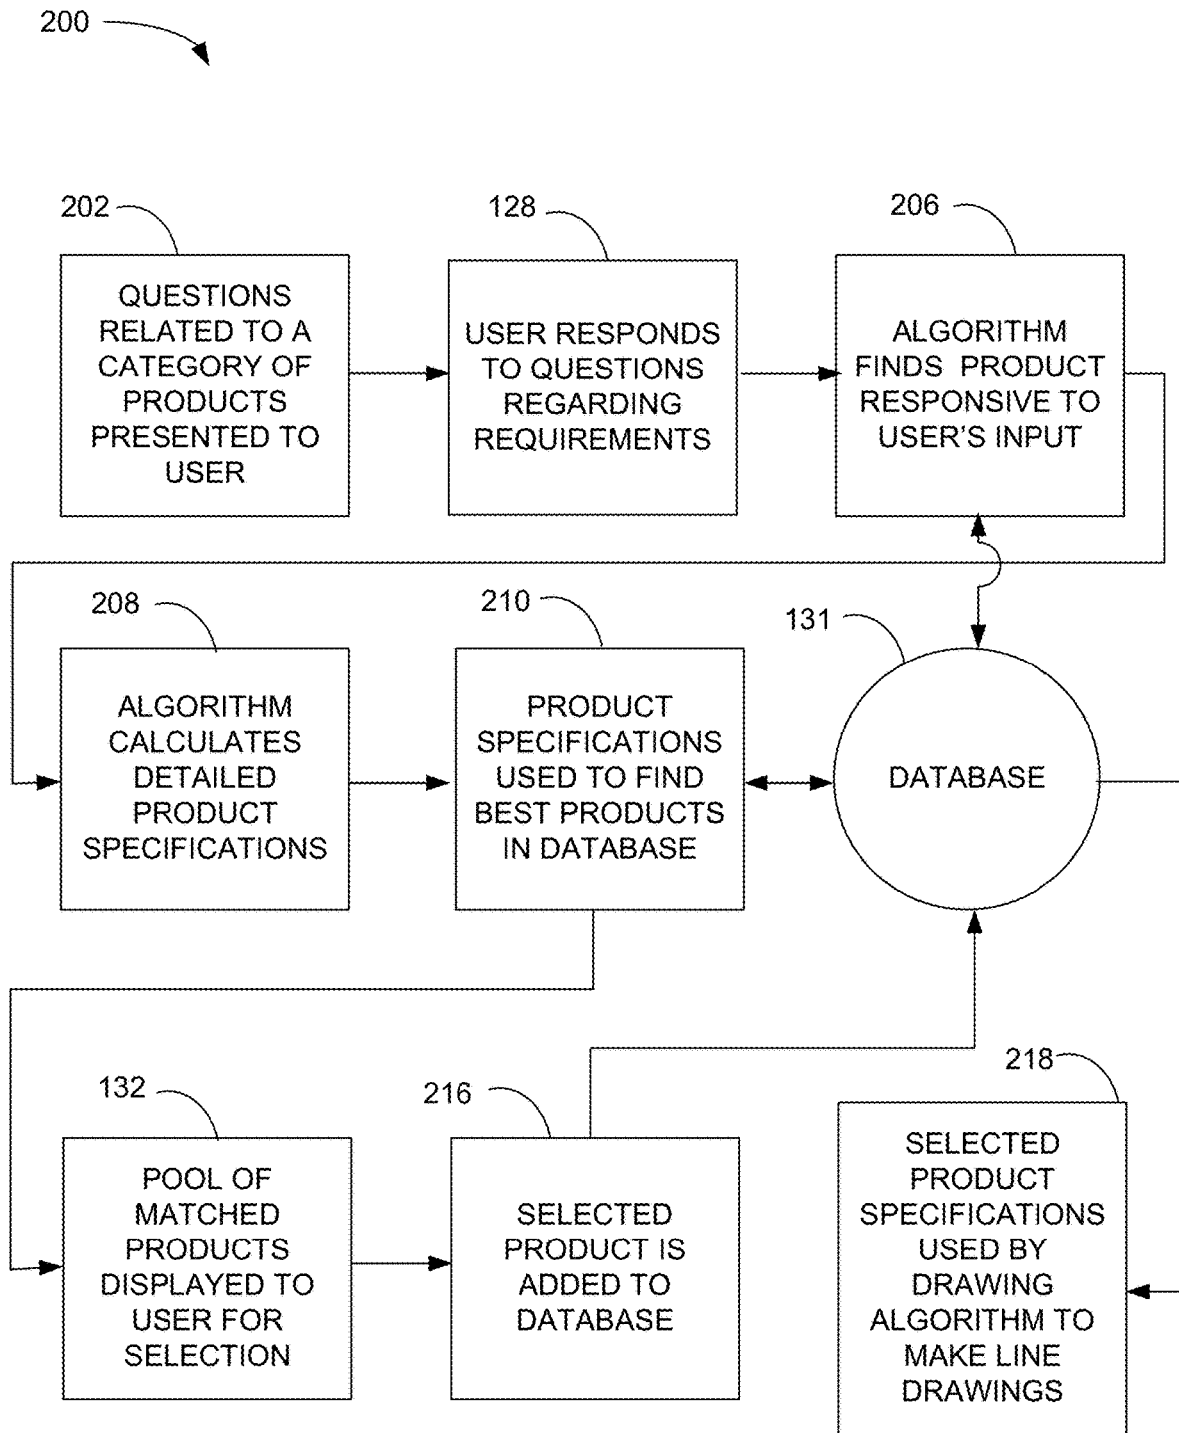 200
202
QUESTIONS
RELATED TO A
CATEGORY OF
PRODUCTS
PRESENTED TO
USER
128
USER RESPONDS
TO QUESTIONS
REGARDING
REQUIREMENTS
206
ALGORITHM
FINDS PRODUCT
RESPONSIVE TO
USER'S INPUT
208
ALGORITHM
CALCULATES
DETAILED
PRODUCT
SPECIFICATIONS
210
PRODUCT
SPECIFICATIONS
USED TO FIND
BEST PRODUCTS
IN DATABASE
131
DATABASE
132
POOL OF
MATCHED
PRODUCTS
DISPLAYED TO
USER FOR
SELECTION
216
SELECTED
PRODUCT IS
ADDED TO
DATABASE
218
SELECTED
PRODUCT
SPECIFICATIONS
USED BY
DRAWING
ALGORITHM TO
MAKE LINE
DRAWINGS